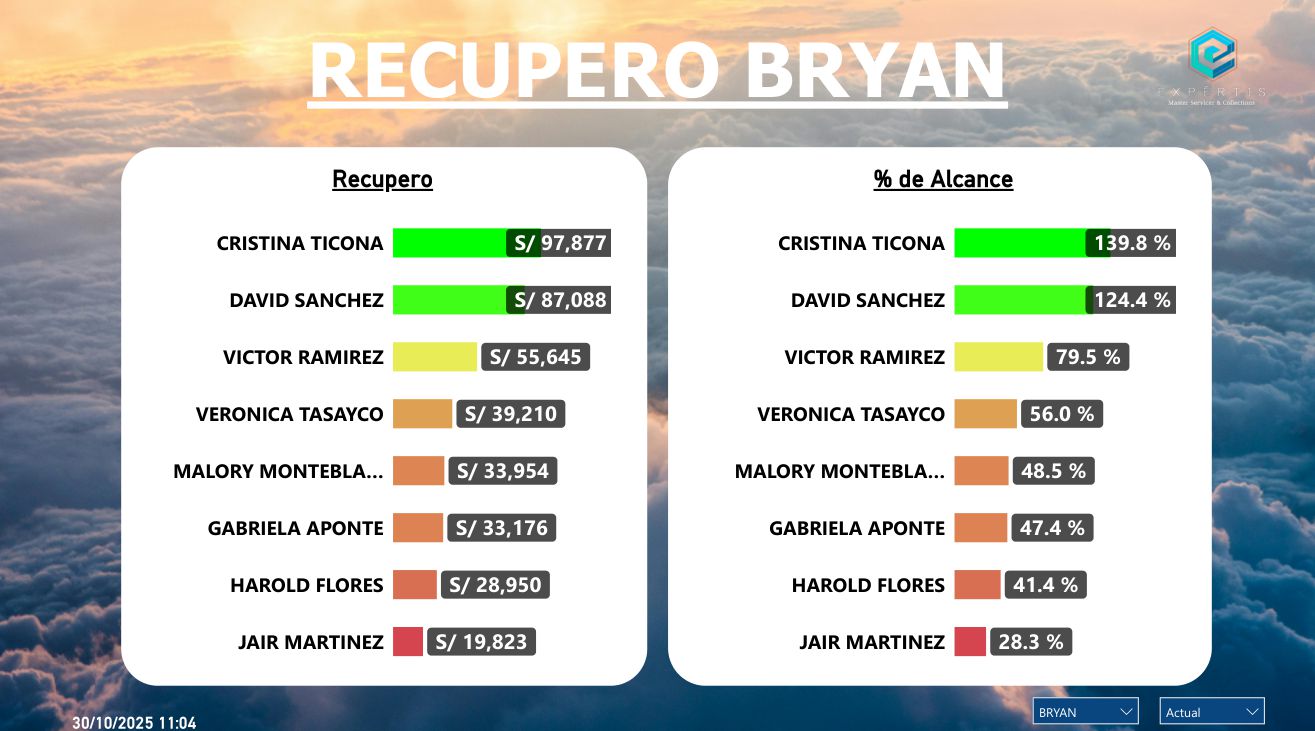 RECUPERO BRYAN
EXPERTIS
Master Servicer & Collections
Recupero
CRISTINA TICONA S/ 97,877
DAVID SANCHEZ S/ 87,088
VICTOR RAMIREZ S/ 55,645
VERONICA TASAYCO S/ 39,210
MALORY MONTEBLA... S/ 33,954
GABRIELA APONTE S/ 33,176
HAROLD FLORES S/ 28,950
JAIR MARTINEZ S/ 19,823
% de Alcance
CRISTINA TICONA 139.8 %
DAVID SANCHEZ 124.4 %
VICTOR RAMIREZ 79.5 %
VERONICA TASAYCO 56.0 %
MALORY MONTEBLA... 48.5 %
GABRIELA APONTE 47.4 %
HAROLD FLORES 41.4 %
JAIR MARTINEZ 28.3 %
30/10/2025 11:04
BRYAN
Actual